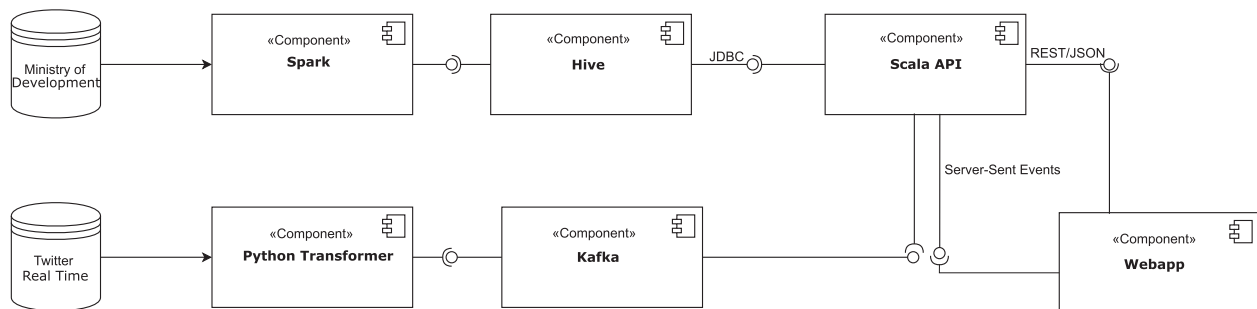 Ministry of
Development
«Component»
Spark
«Component»
Hive
JDBC
«Component»
Scala API
REST/JSON
Server-Sent Events
Twitter
Real Time
«Component»
Python Transformer
«Component»
Kafka
«Component»
Webapp